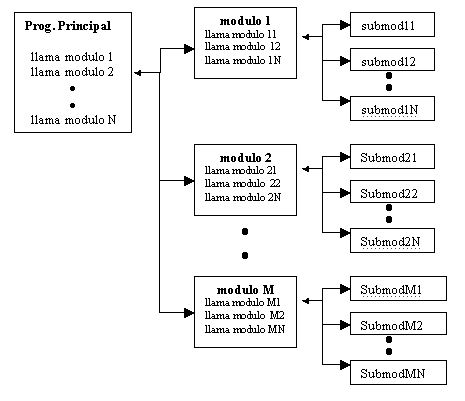 Prog. Principal
llama modulo 1
llama modulo 2
llama modulo N
modulo 1
llama modulo 11
llama modulo 12
llama modulo 1N
submod11
submod12
submod1N
modulo 2
llama modulo 21
llama modulo 22
llama modulo 2N
Submod21
Submod22
Submod2N
modulo M
llama modulo M1
llama modulo M2
llama modulo MN
SubmodM1
SubmodM2
SubmodMN